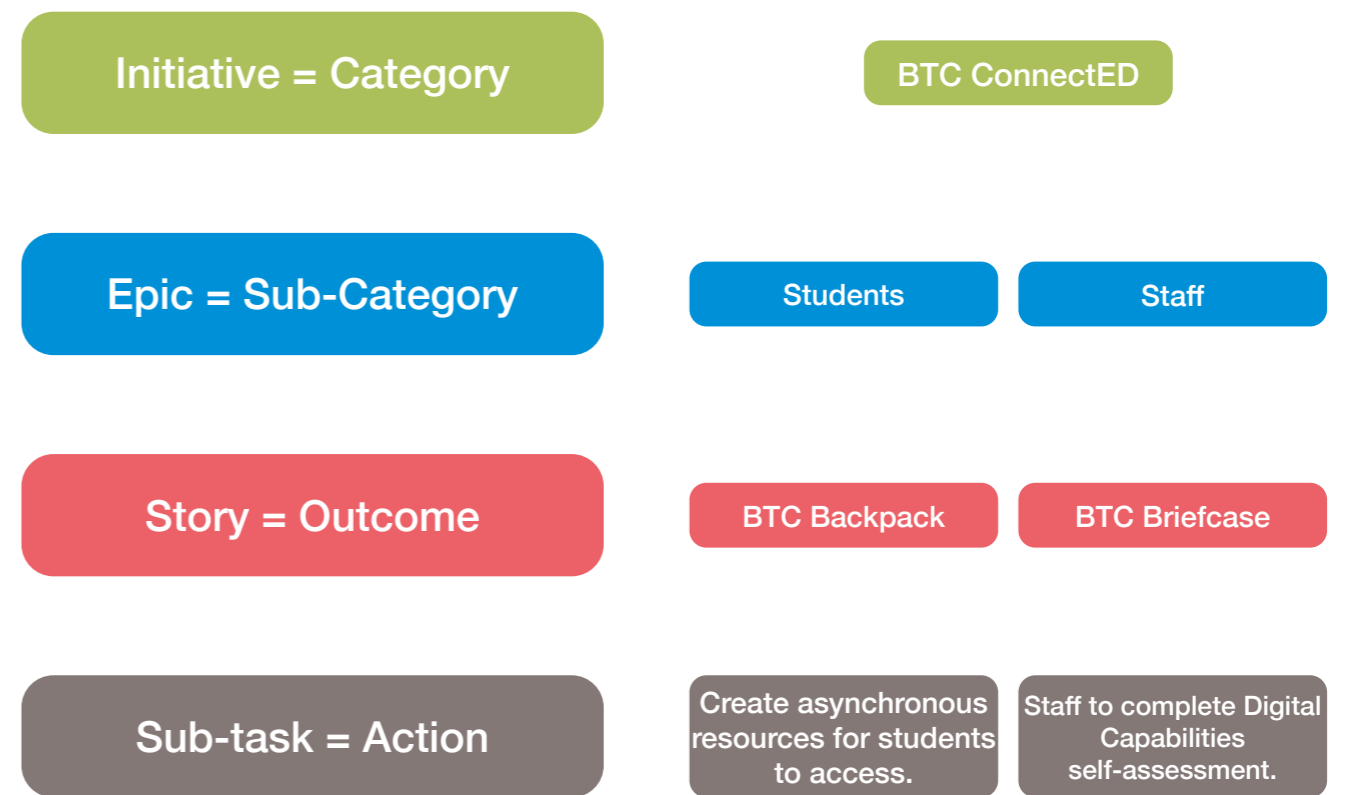 Initiative = Category
BTC ConnectED
Epic = Sub-Category
Students
Staff
Story = Outcome
BTC Backpack
BTC Briefcase
Sub-task = Action
Create asynchronous
resources for students
to access.
Staff to complete Digital
Capabilities
self-assessment.